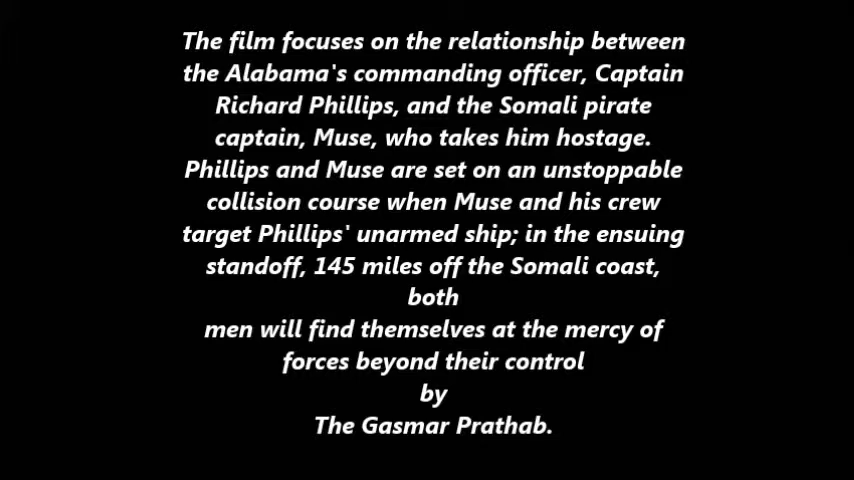 The film focuses on the relationship between
the Alabama's commanding officer, Captain
Richard Phillips, and the Somali pirate
captain, Muse, who takes him hostage.
Phillips and Muse are set on an unstoppable
collision course when Muse and his crew
target Phillips' unarmed ship; in the ensuing
standoff, 145 miles off the Somali coast,
both
men will find themselves at the mercy of
forces beyond their control
by
The Gasmar Prathab.